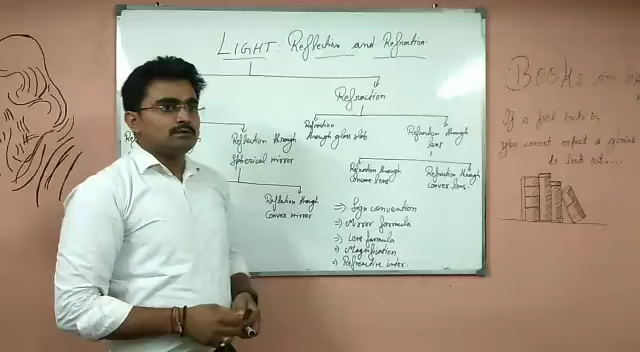 LIGHT: Reflection and Refraction.
Refraction
Reflection through
Spherical mirror
Refraction
through glass slab
Refraction through
lens
Reflection through
Convex mirror
Refraction through
Concave lens
Refraction through
Convex lens
⇒ Sign convention
⇒ Mirror formula
⇒ Lens formula
⇒ Magnification
⇒ Refractive index.
BOOKS
If a fool looks in,
you cannot expect a genius
to look out....